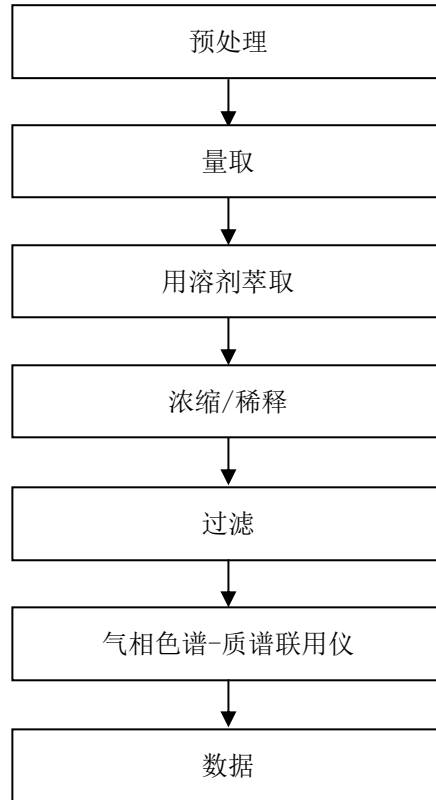 预处理
量取
用溶剂萃取
浓缩/稀释
过滤
气相色谱-质谱联用仪
数据